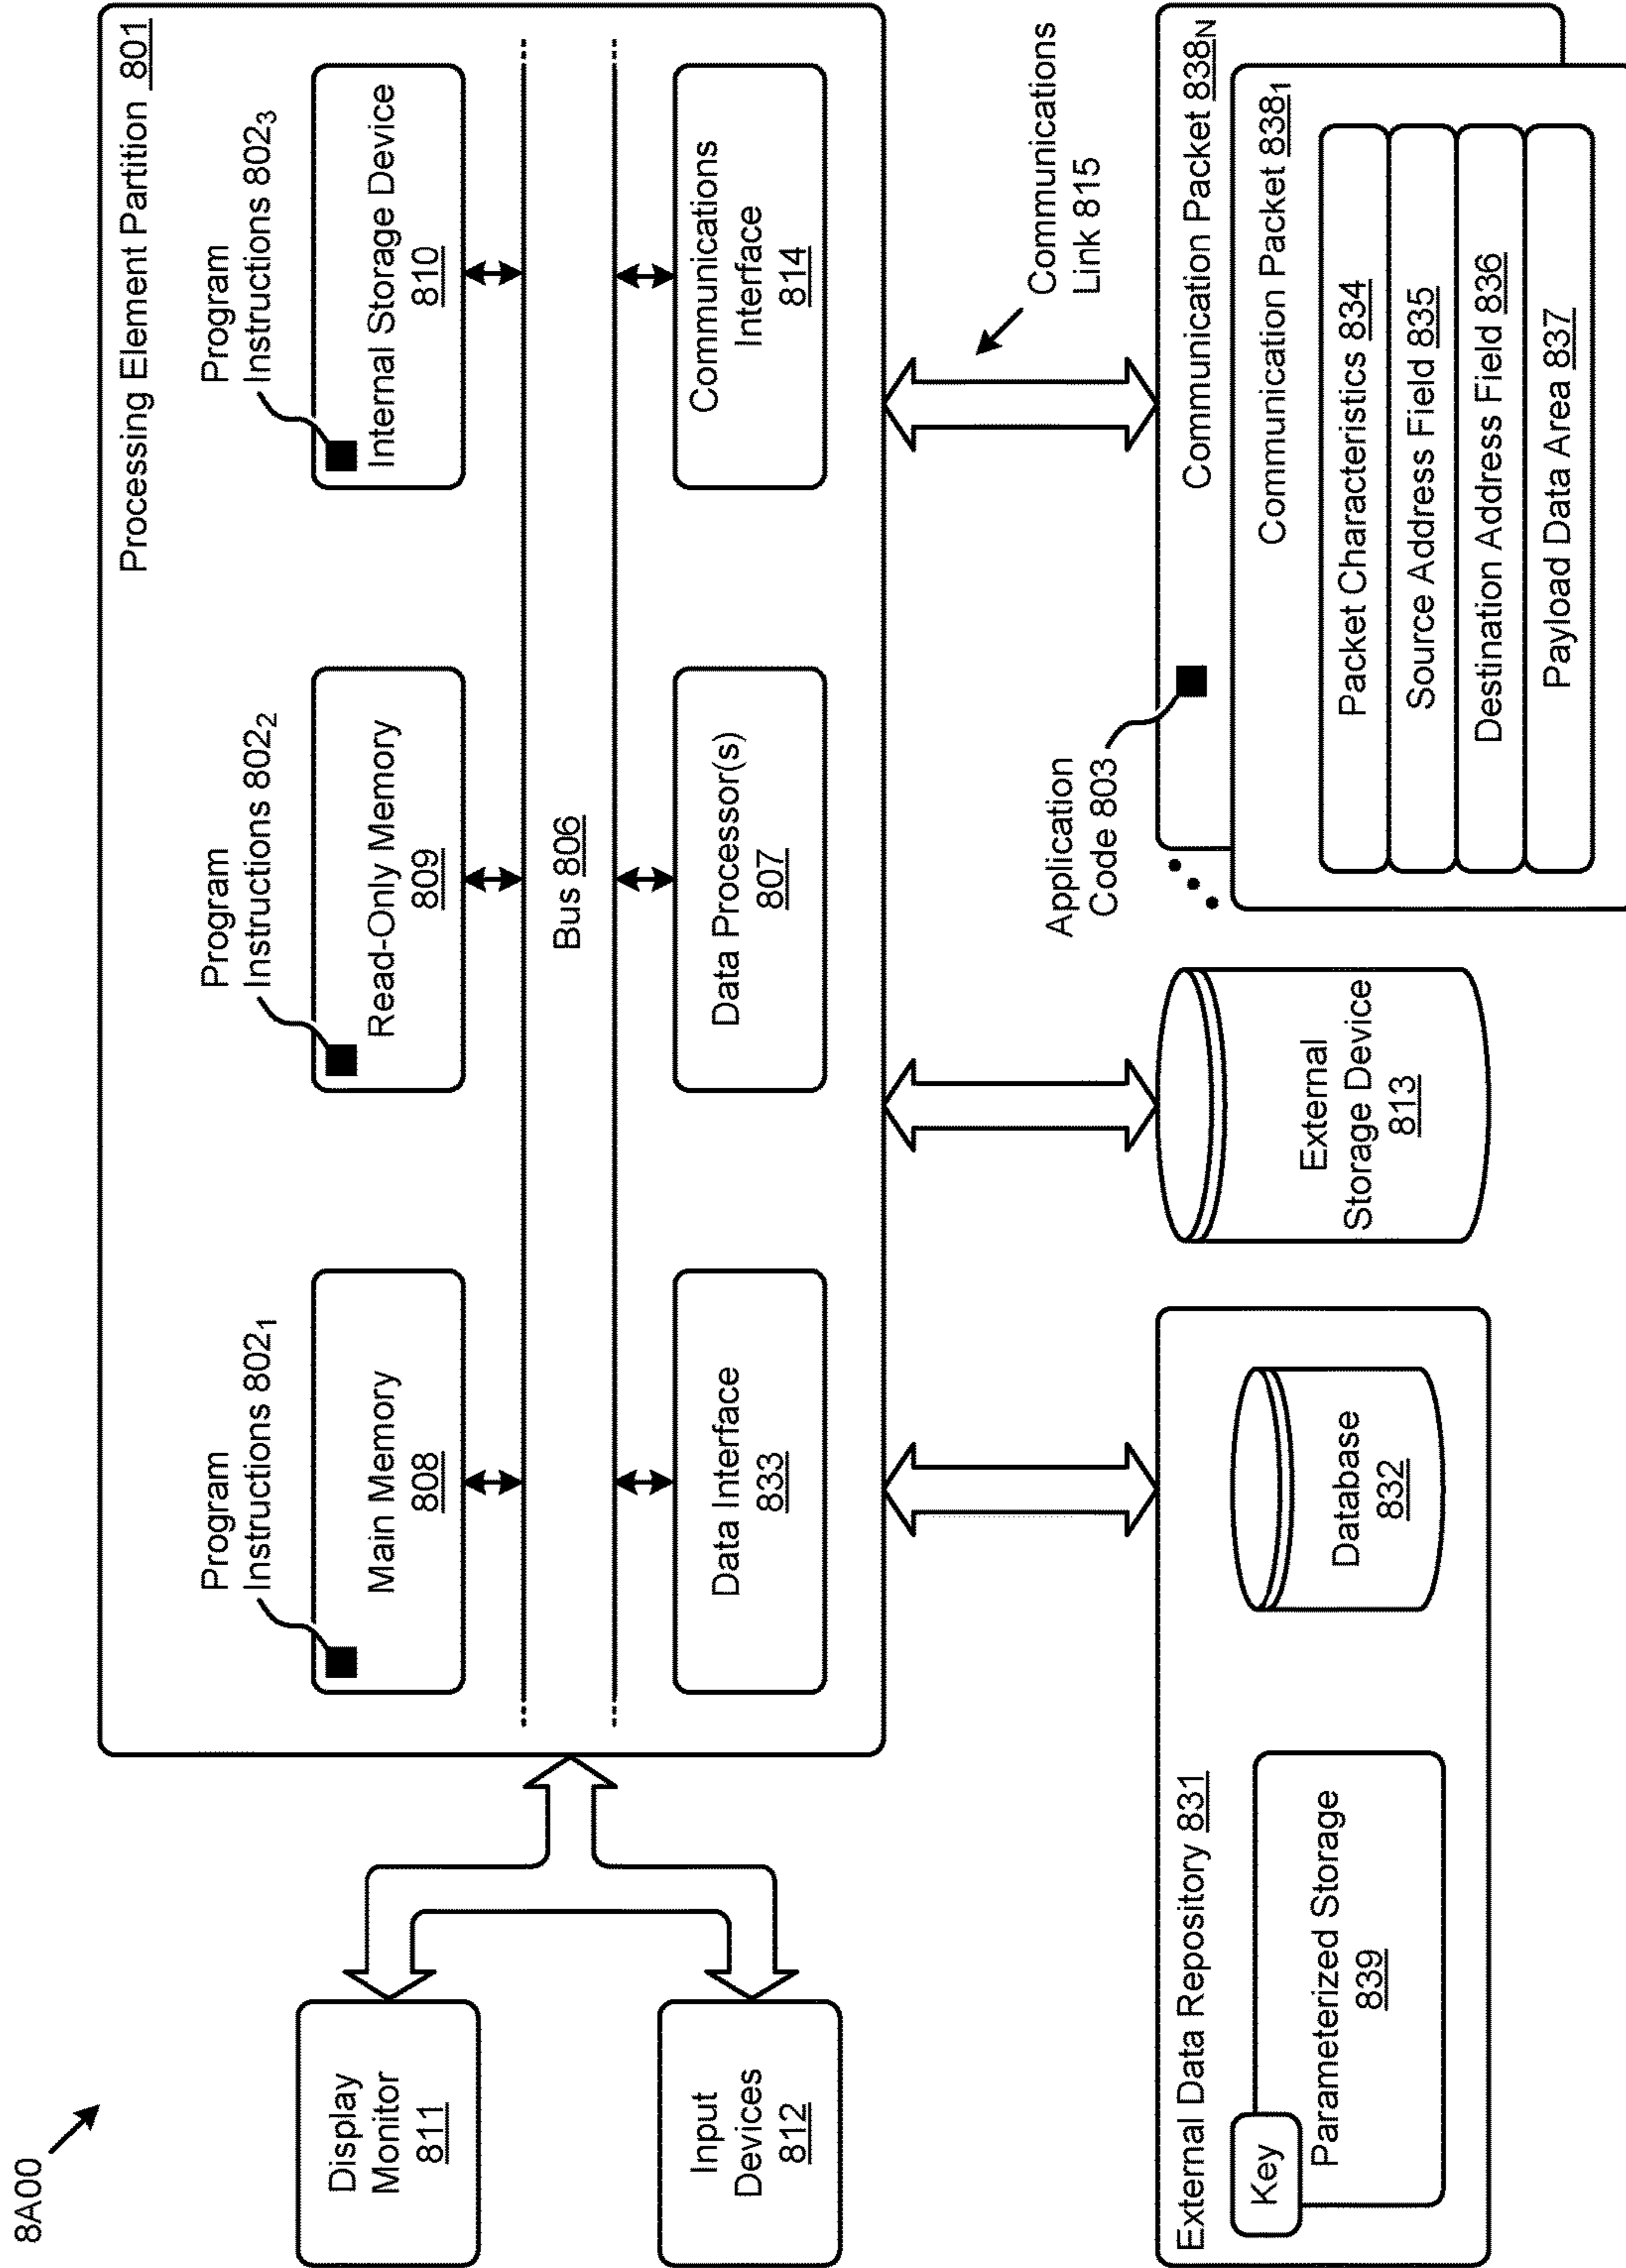 8A00
Processing Element Partition 801
Program
Instructions 802₁
Program
Instructions 802₂
Program
Instructions 802₃
Display
Monitor
811
Main Memory
808
Read-Only Memory
809
Internal Storage Device
810
Bus 806
Input
Devices
812
Data Interface
833
Data Processor(s)
807
Communications
Interface
814
Communications
Link 815
Application
Code 803
External Data Repository 831
Key
Parameterized Storage
839
Database
832
External
Storage Device
813
Communication Packet 838N
Communication Packet 838₁
Packet Characteristics 834
Source Address Field 835
Destination Address Field 836
Payload Data Area 837